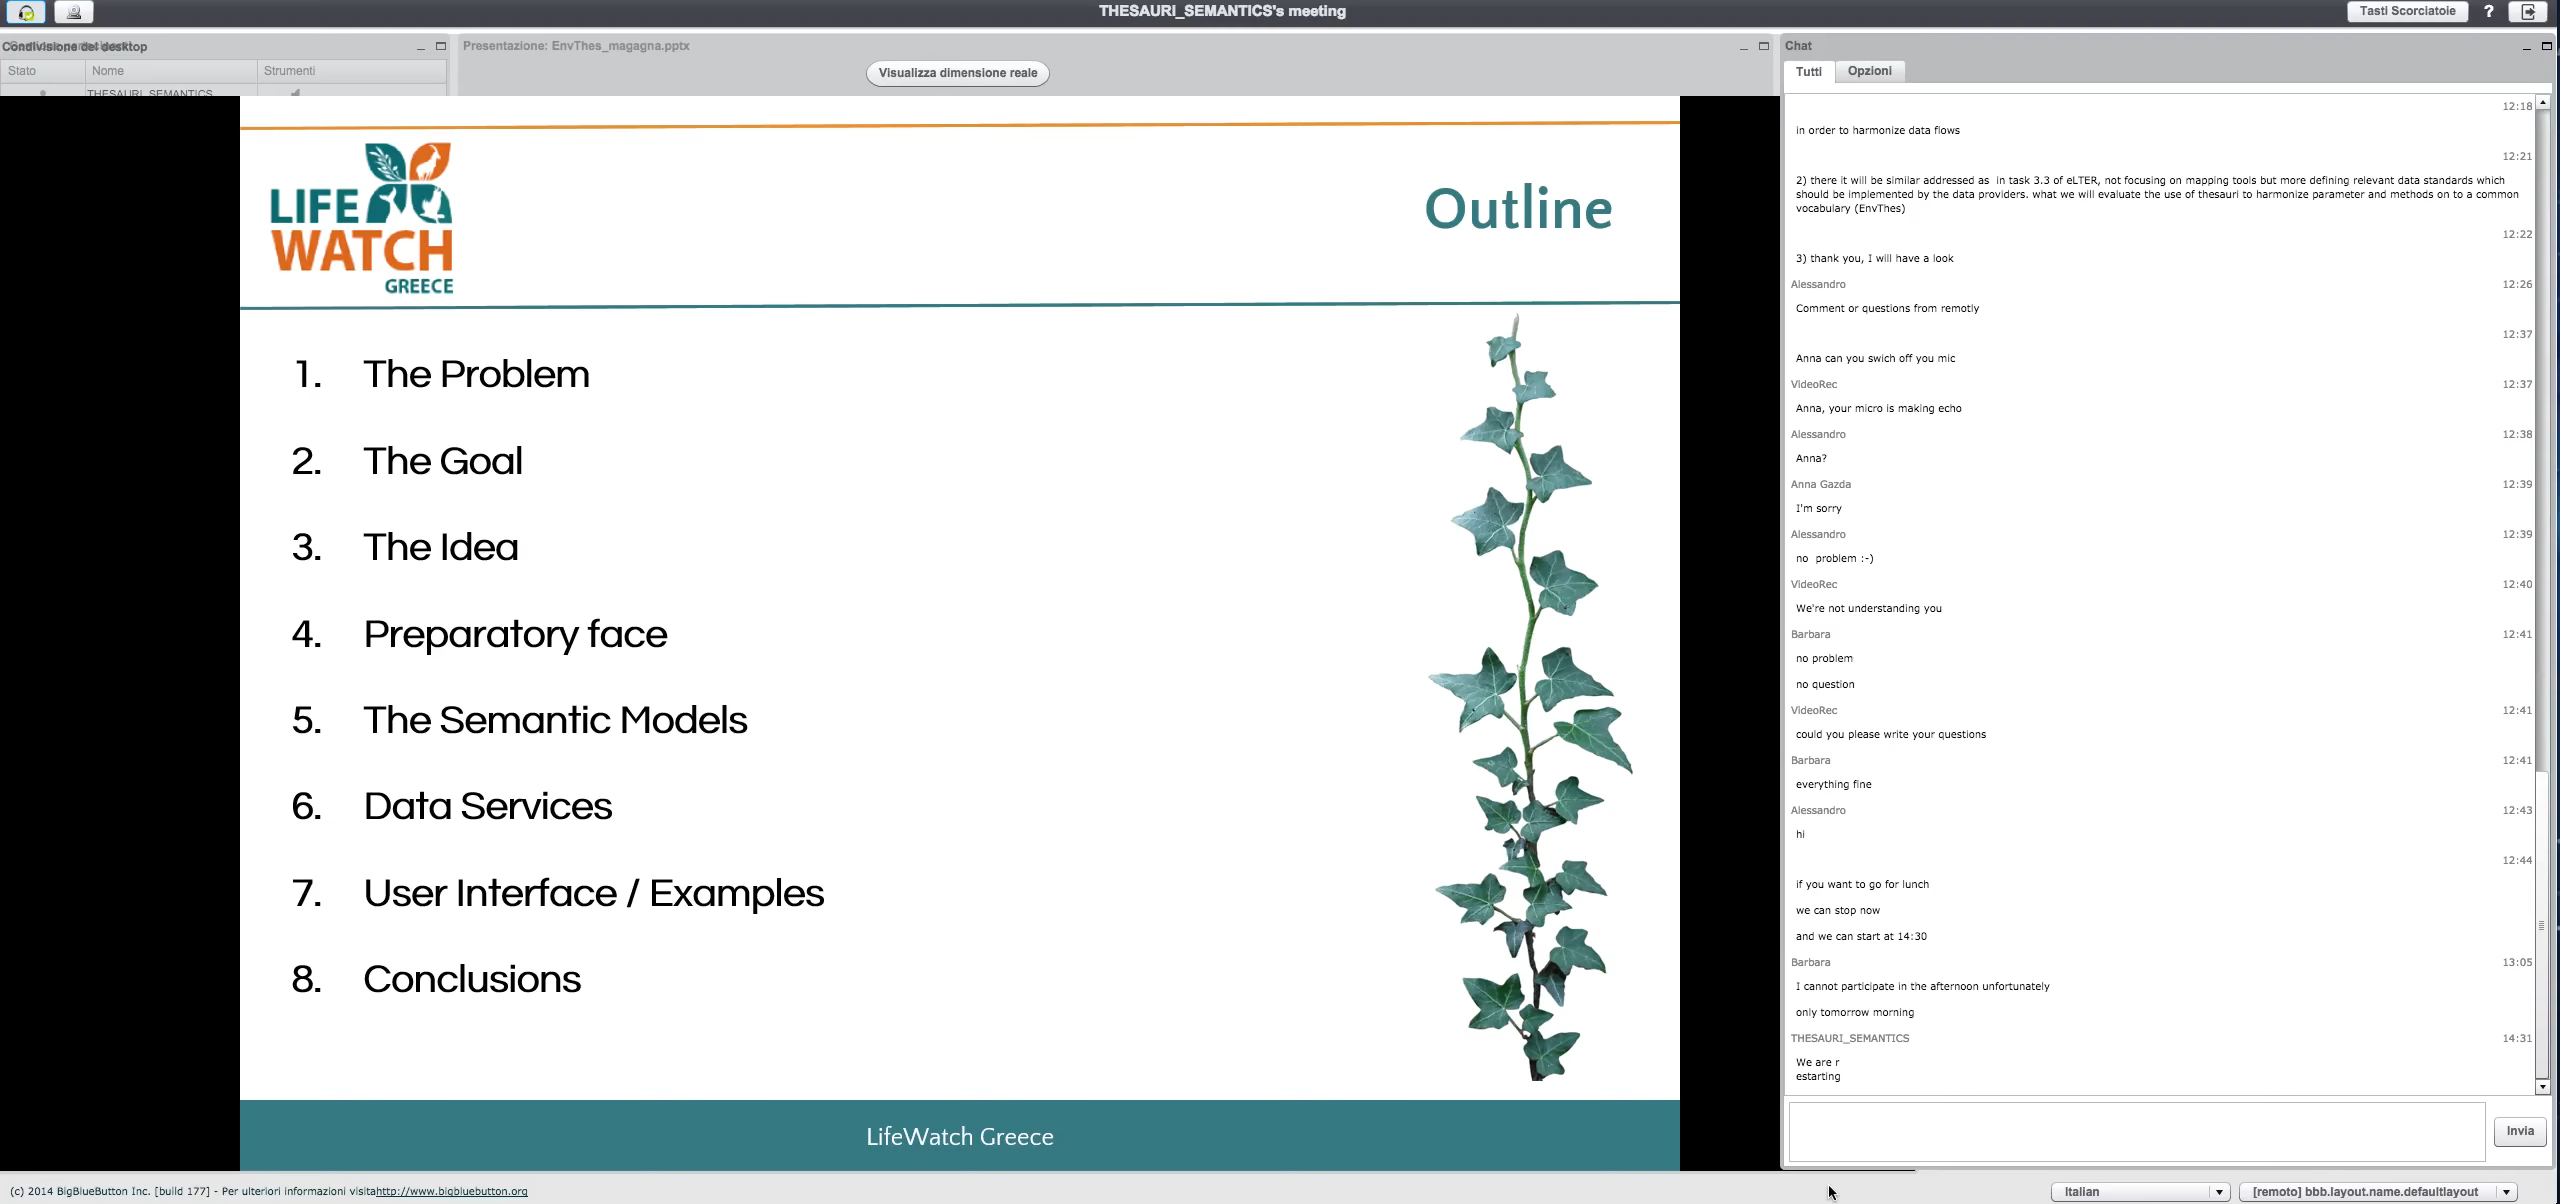 THESAURI_SEMANTICS's meeting
Tasti Scorciatoie
?
Condivisione del desktop
Stato Nome Strumenti
THESAURI_SEMANTICS
Presentazione: EnvThes_magagna.pptx
Visualizza dimensione reale
LIFE
WATCH
GREECE
Outline
1. The Problem
2. The Goal
3. The Idea
4. Preparatory face
5. The Semantic Models
6. Data Services
7. User Interface / Examples
8. Conclusions
LifeWatch Greece
Chat
Tutti Opzioni
12:18
in order to harmonize data flows
12:21
2) there it will be similar addressed as in task 3.3 of eLTER, not focusing on mapping tools but more defining relevant data standards which
should be implemented by the data providers. what we will evaluate the use of thesauri to harmonize parameter and methods on to a common
vocabulary (EnvThes)
12:22
3) thank you, I will have a look
Alessandro 12:26
Comment or questions from remotly
12:37
Anna can you swich off you mic
VideoRec 12:37
Anna, your micro is making echo
Alessandro 12:38
Anna?
Anna Gazda 12:39
I'm sorry
Alessandro 12:39
no problem :-)
VideoRec 12:40
We're not understanding you
Barbara 12:41
no problem
no question
VideoRec 12:41
could you please write your questions
Barbara 12:41
everything fine
Alessandro 12:43
hi
12:44
if you want to go for lunch
we can stop now
and we can start at 14:30
Barbara 13:05
I cannot participate in the afternoon unfortunately
only tomorrow morning
THESAURI_SEMANTICS 14:31
We are r
estarting
Invia
(c) 2014 BigBlueButton Inc. [build 177] - Per ulteriori informazioni visitahttp://www.bigbluebutton.org
Italian
[remoto] bbb.layout.name.defaultlayout